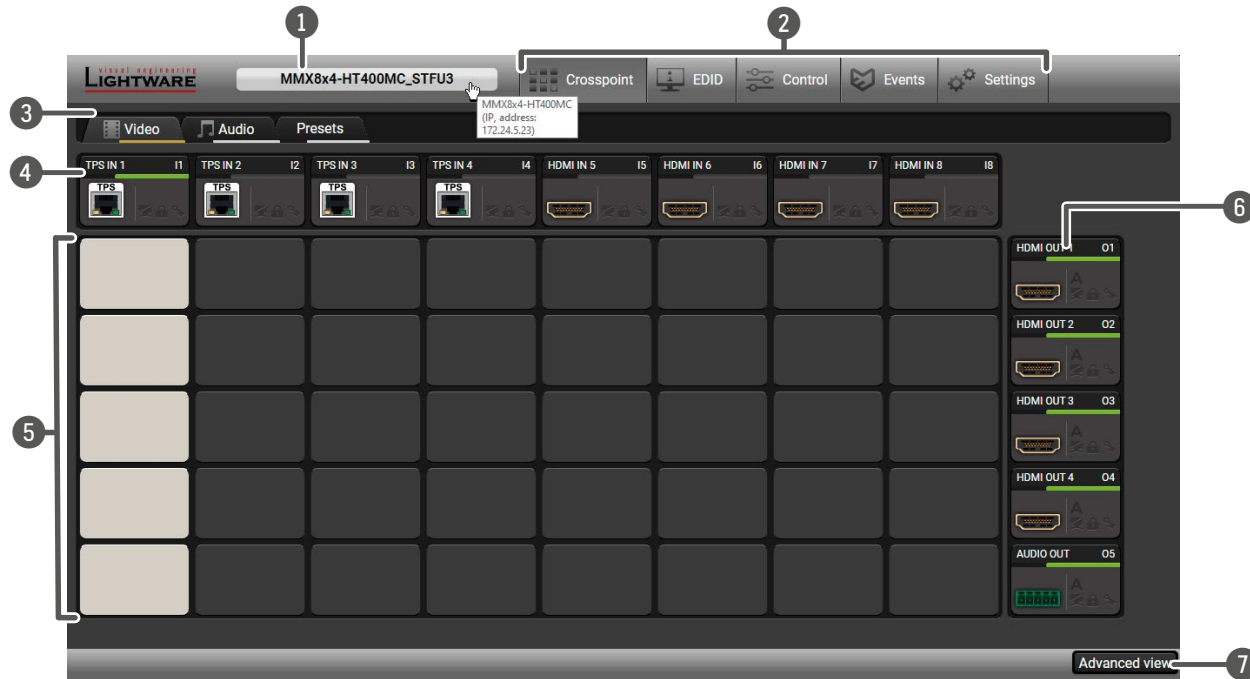 1
2
visual engineering
LIGHTWARE
MMX8x4-HT400MC_STFU3
Crosspoint
EDID
Control
Events
Settings
MMX8x4-HT400MC
(IP, address:
172.24.5.23)
3
Video
Audio
Presets
4
TPS IN 1 I1
TPS IN 2 I2
TPS IN 3 I3
TPS IN 4 I4
HDMI IN 5 I5
HDMI IN 6 I6
HDMI IN 7 I7
HDMI IN 8 I8
TPS
TPS
TPS
TPS
6
HDMI OUT 1 O1
A
HDMI OUT 2 O2
A
5
HDMI OUT 3 O3
A
HDMI OUT 4 O4
A
AUDIO OUT O5
A
Advanced view
7